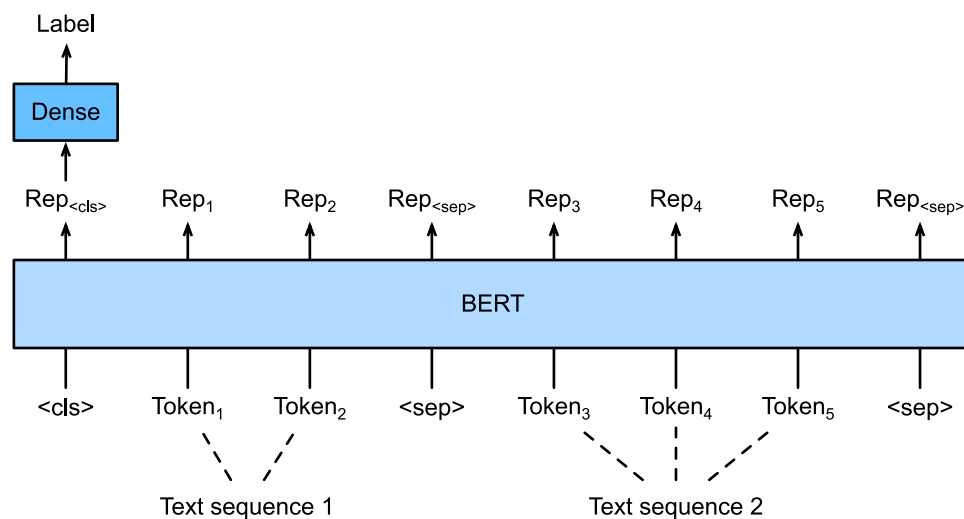 Label
Dense
Rep<cls> Rep1 Rep2 Rep<sep> Rep3 Rep4 Rep5 Rep<sep>
BERT
<cls> Token1 Token2 <sep> Token3 Token4 Token5 <sep>
Text sequence 1 Text sequence 2